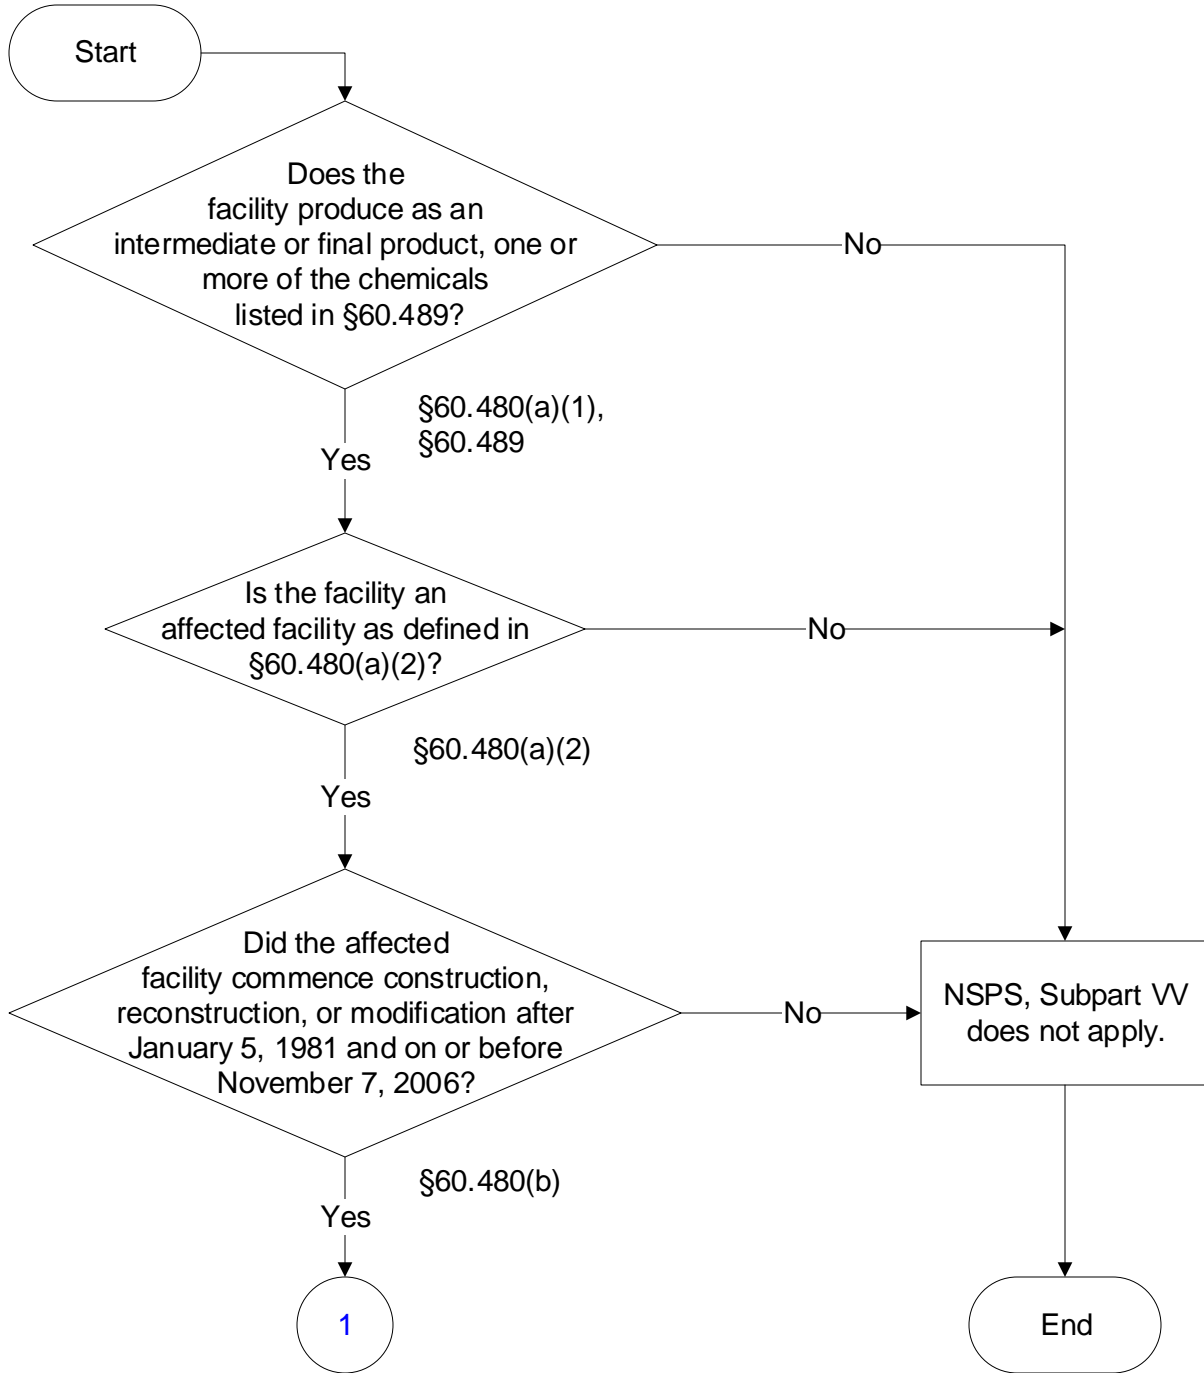 Start
Does the
facility produce as an
intermediate or final product, one or
more of the chemicals
listed in §60.489?
No
§60.480(a)(1),
§60.489
Yes
Is the facility an
affected facility as defined in
§60.480(a)(2)?
No
§60.480(a)(2)
Yes
Did the affected
facility commence construction,
reconstruction, or modification after
January 5, 1981 and on or before
November 7, 2006?
No
NSPS, Subpart VV
does not apply.
§60.480(b)
Yes
1
End